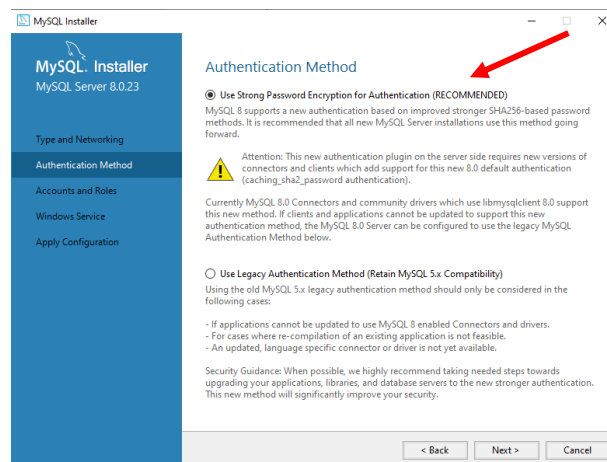 MySQL Installer
MySQL. Installer
MySQL Server 8.0.23
Type and Networking
Authentication Method
Accounts and Roles
Windows Service
Apply Configuration
Authentication Method
Use Strong Password Encryption for Authentication (RECOMMENDED)
MySQL 8 supports a new authentication based on improved stronger SHA256-based password
methods. It is recommended that all new MySQL Server installations use this method going
forward.
Attention: This new authentication plugin on the server side requires new versions of
connectors and clients which add support for this new 8.0 default authentication
(caching_sha2_password authentication).
Currently MySQL 8.0 Connectors and community drivers which use libmysqlclient 8.0 support
this new method. If clients and applications cannot be updated to support this new
authentication method, the MySQL 8.0 Server can be configured to use the legacy MySQL
Authentication Method below.
Use Legacy Authentication Method (Retain MySQL 5.x Compatibility)
Using the old MySQL 5.x legacy authentication method should only be considered in the
following cases:
- If applications cannot be updated to use MySQL 8 enabled Connectors and drivers.
- For cases where re-compilation of an existing application is not feasible.
- An updated, language specific connector or driver is not yet available.
Security Guidance: When possible, we highly recommend taking needed steps towards
upgrading your applications, libraries, and database servers to the new stronger authentication.
This new method will significantly improve your security.
< Back
Next >
Cancel